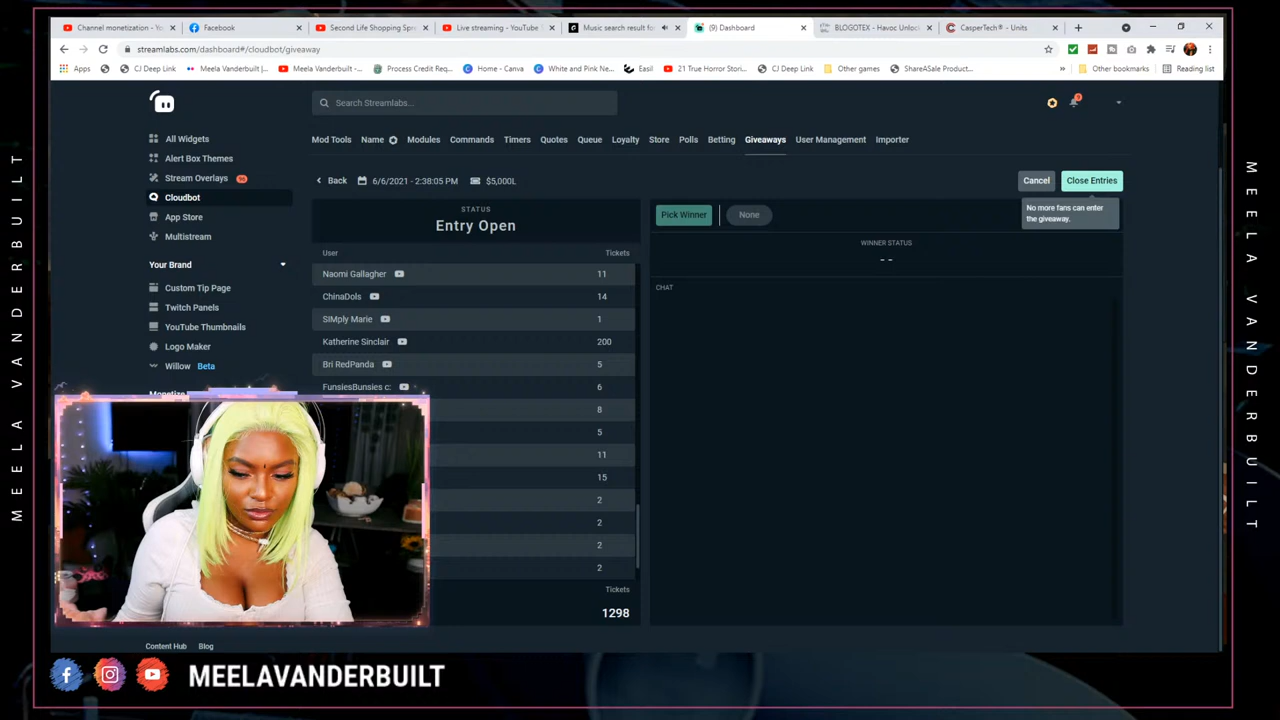 Channel monetization - Y
Facebook
Second Life Shopping Spre
Live streaming - YouTube S
Music search result for
(9) Dashboard
BLOGOTEX - Havoc Unlock
CasperTech® - Units
streamlabs.com/dashboard#/cloudbot/giveaway
Apps
CJ Deep Link
Meela Vanderbuilt |...
Meela Vanderbuilt -...
Process Credit Req...
Home - Canva
White and Pink Ne...
Easil
21 True Horror Stori...
CJ Deep Link
Other games
ShareASale Product...
»
Other bookmarks
Reading list
Search Streamlabs...
9
All Widgets
Alert Box Themes
Stream Overlays
Cloudbot
App Store
Multistream
Your Brand
Custom Tip Page
Twitch Panels
YouTube Thumbnails
Logo Maker
Willow Beta
Content Hub Blog
Mod Tools Name Modules Commands Timers Quotes Queue Loyalty Store Polls Betting Giveaways User Management Importer
Back 6/6/2021 - 2:38:05 PM $5,000L
Cancel Close Entries
No more fans can enter
the giveaway.
STATUS
Entry Open
User Tickets
Naomi Gallagher 11
ChinaDols 14
SIMply Marie 1
Katherine Sinclair 200
Bri RedPanda 5
FunsiesBunsies c: 6
8
5
11
15
2
2
2
2
Tickets
1298
Pick Winner None
WINNER STATUS
- -
CHAT
MEELA VANDERBUILT
MEELA VANDERBUILT
MEELAVANDERBUILT